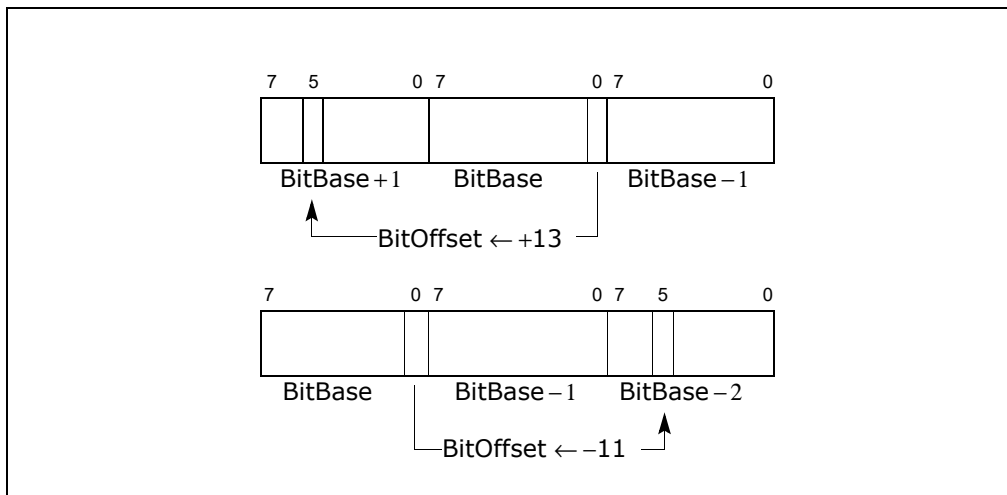 7 5 0 7 0 7 0
BitBase + 1 BitBase BitBase − 1
BitOffset ← +13
7 0 7 0 7 5 0
BitBase BitBase − 1 BitBase − 2
BitOffset ← −11